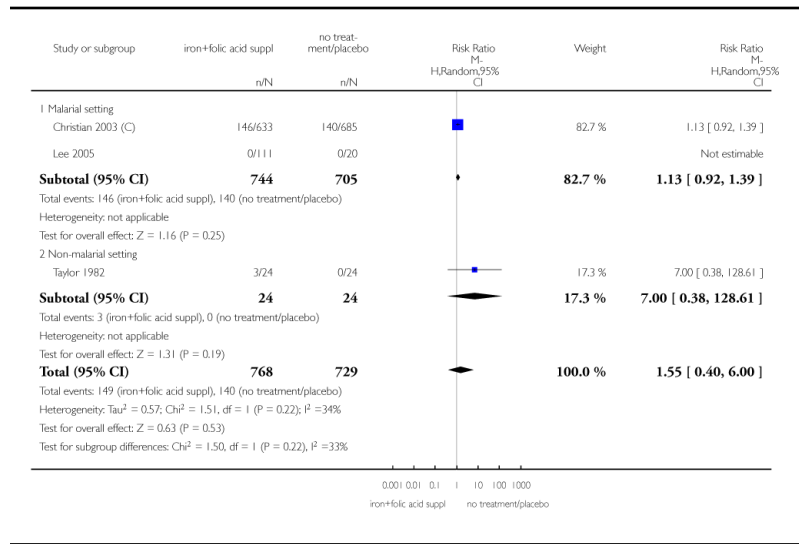 Study or subgroup iron+folic acid suppl no treat-
ment/placebo Risk Ratio Weight Risk Ratio
M-
H,Random,95%
CI M-
H,Random,95%
CI
n/N n/N
1 Malarial setting
Christian 2003 (C) 146/633 140/685 82.7 % 1.13 [ 0.92, 1.39 ]
Lee 2005 0/111 0/20 Not estimable
Subtotal (95% CI) 744 705 82.7 % 1.13 [ 0.92, 1.39 ]
Total events: 146 (iron+folic acid suppl), 140 (no treatment/placebo)
Heterogeneity: not applicable
Test for overall effect: Z = 1.16 (P = 0.25)
2 Non-malarial setting
Taylor 1982 3/24 0/24 17.3 % 7.00 [ 0.38, 128.61 ]
Subtotal (95% CI) 24 24 17.3 % 7.00 [ 0.38, 128.61 ]
Total events: 3 (iron+folic acid suppl), 0 (no treatment/placebo)
Heterogeneity: not applicable
Test for overall effect: Z = 1.31 (P = 0.19)
Total (95% CI) 768 729 100.0 % 1.55 [ 0.40, 6.00 ]
Total events: 149 (iron+folic acid suppl), 140 (no treatment/placebo)
Heterogeneity: Tau² = 0.57; Chi² = 1.51, df = 1 (P = 0.22); I² =34%
Test for overall effect: Z = 0.63 (P = 0.53)
Test for subgroup differences: Chi² = 1.50, df = 1 (P = 0.22), I² =33%
0.001 0.01 0.1 1 10 100 1000
iron+folic acid suppl no treatment/placebo